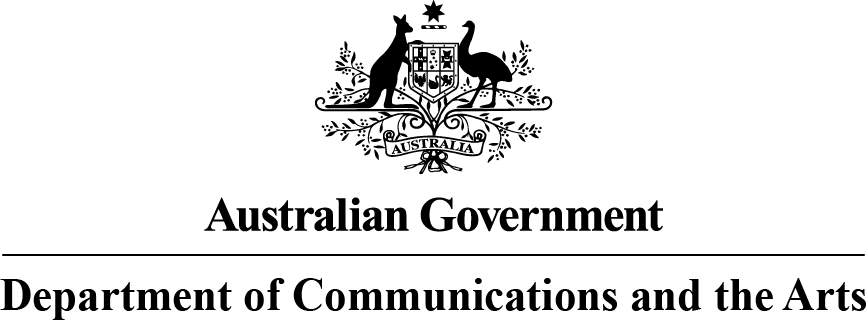 AUSTRALIA
Australian Government
Department of Communications and the Arts